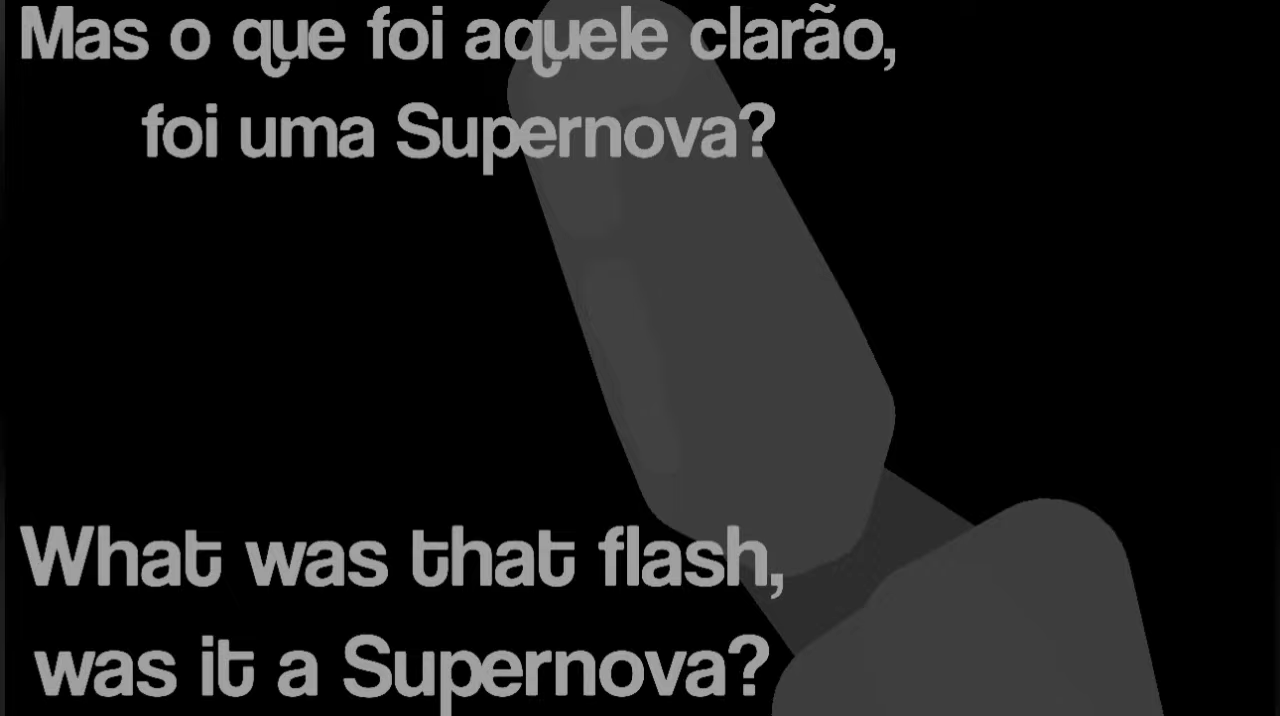 Mas o que foi aquele clarão,
foi uma Supernova?
What was that flash,
was it a Supernova?